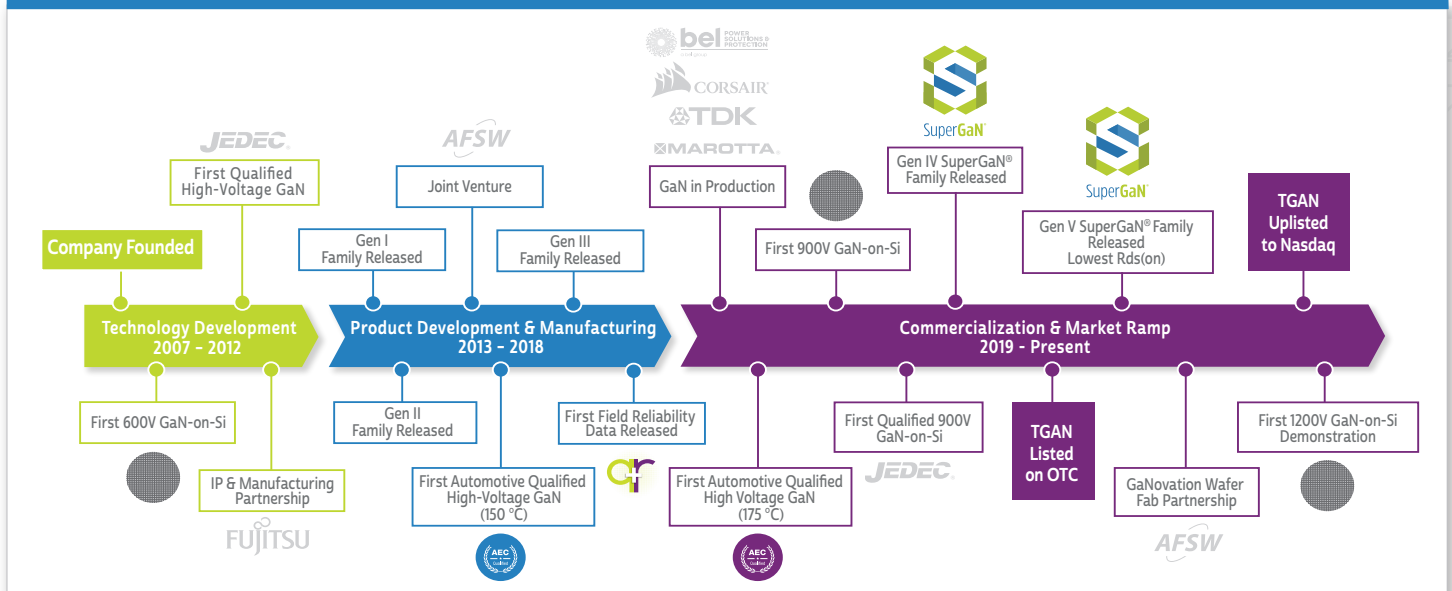 bel POWER
SOLUTIONS &
PROTECTION
CORSAIR
TDK
MAROTTA
SuperGaN
JEDEC
AFSW
SuperGaN
First Qualified
High-Voltage GaN
Joint Venture
GaN in Production
Gen IV SuperGaN®
Family Released
TGAN
Uplisted
to Nasdaq
Company Founded
Gen I
Family Released
Gen III
Family Released
First 900V GaN-on-Si
Gen V SuperGaN® Family
Released
Lowest Rds(on)
Technology Development
2007 – 2012
Product Development & Manufacturing
2013 – 2018
Commercialization & Market Ramp
2019 - Present
First 600V GaN-on-Si
Gen II
Family Released
First Field Reliability
Data Released
First Qualified 900V
GaN-on-Si
TGAN
Listed
on OTC
First 1200V GaN-on-Si
Demonstration
IP & Manufacturing
Partnership
First Automotive Qualified
High-Voltage GaN
(150 °C)
q+r
First Automotive Qualified
High Voltage GaN
(175 °C)
JEDEC
GaNovation Wafer
Fab Partnership
FUJITSU
AEC
Qualified
AEC
Qualified
AFSW